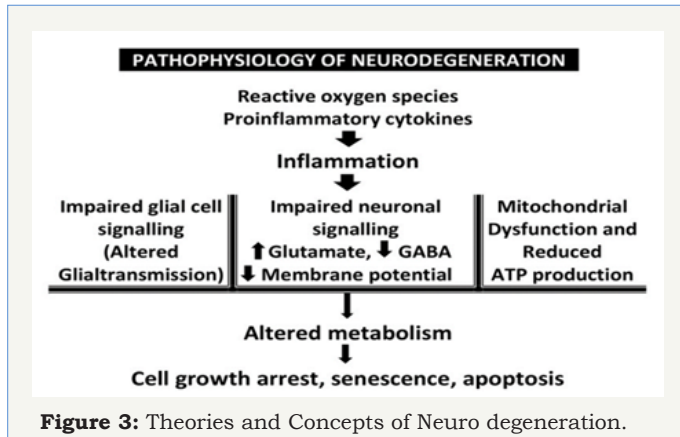 PATHOPHYSIOLOGY OF NEURODEGENERATION
Reactive oxygen species
Proinflammatory cytokines
Inflammation
Impaired glial cell
signalling
(Altered
Glialtransmission)
Impaired neuronal
signalling
⬆ Glutamate, ⬇ GABA
⬇ Membrane potential
Mitochondrial
Dysfunction and
Reduced
ATP production
Altered metabolism
Cell growth arrest, senescence, apoptosis
Figure 3: Theories and Concepts of Neuro degeneration.